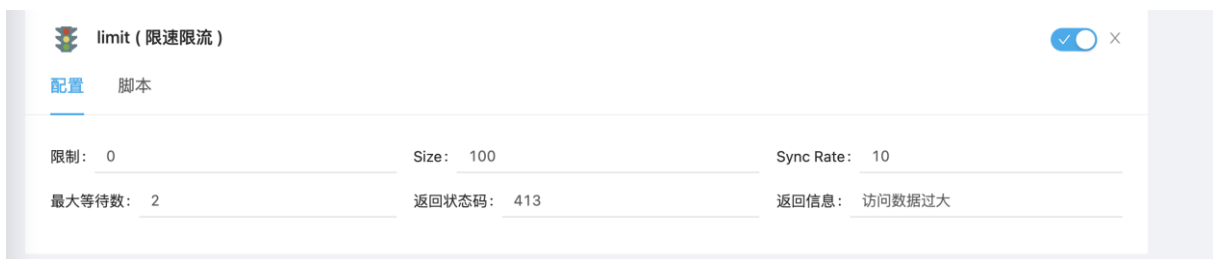 limit ( 限速限流 )
配置 脚本
限制： 0 Size： 100 Sync Rate： 10
最大等待数： 2 返回状态码： 413 返回信息： 访问数据过大